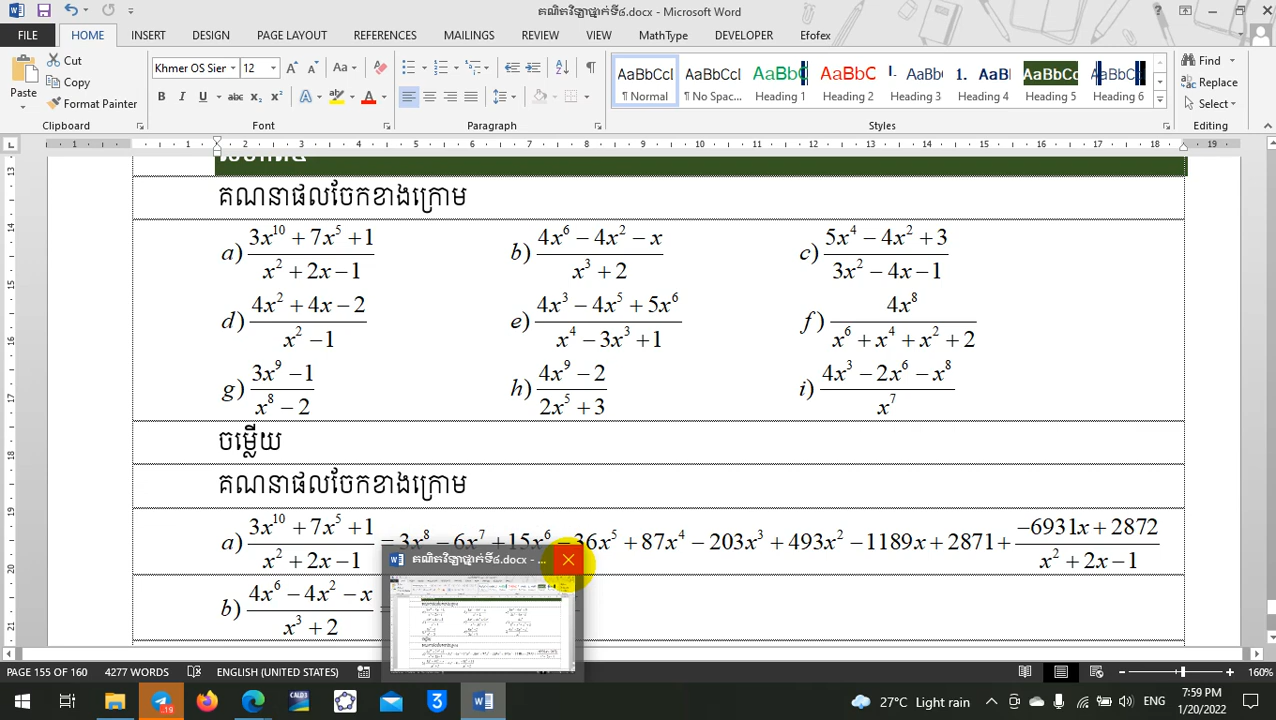 គណិតវិទ្យាថ្នាក់ទី៨.docx - Microsoft Word
FILE HOME INSERT DESIGN PAGE LAYOUT REFERENCES MAILINGS REVIEW VIEW MathType DEVELOPER Efofex
Paste Cut Copy Format Painter
Khmer OS Sier 12
AaBbCcI AaBbCcI AaBbC AaBbCc AaBbC 1. AaB AaBbCc AaBbCc
¶ Normal ¶ No Spac... Heading 1 Heading 2 Heading 3 Heading 4 Heading 5 Heading 6
Find Replace Select
Clipboard Font Paragraph Styles Editing
គណនាផលចែកខាងក្រោម
a) (3x^10 + 7x^5 + 1)/(x^2 + 2x − 1) b) (4x^6 − 4x^2 − x)/(x^3 + 2) c) (5x^4 − 4x^2 + 3)/(3x^2 − 4x − 1)
d) (4x^2 + 4x − 2)/(x^2 − 1) e) (4x^3 − 4x^5 + 5x^6)/(x^4 − 3x^3 + 1) f) 4x^8/(x^6 + x^4 + x^2 + 2)
g) (3x^9 − 1)/(x^8 − 2) h) (4x^9 − 2)/(2x^5 + 3) i) (4x^3 − 2x^6 − x^8)/x^7
ចម្លើយ
គណនាផលចែកខាងក្រោម
a) (3x^10 + 7x^5 + 1)/(x^2 + 2x − 1) = 3x^8 − 6x^7 + 15x^6 − 36x^5 + 87x^4 − 203x^3 + 493x^2 − 1189x + 2871 + (−6931x + 2872)/(x^2 + 2x − 1)
គណិតវិទ្យាថ្នាក់ទី៨.docx - ...
b) (4x^6 − 4x^2 − x)/(x^3 + 2) =
PAGE 155 OF 160 4277 WORDS ENGLISH (UNITED STATES) 160%
27°C Light rain ENG 7:59 PM
1/20/2022